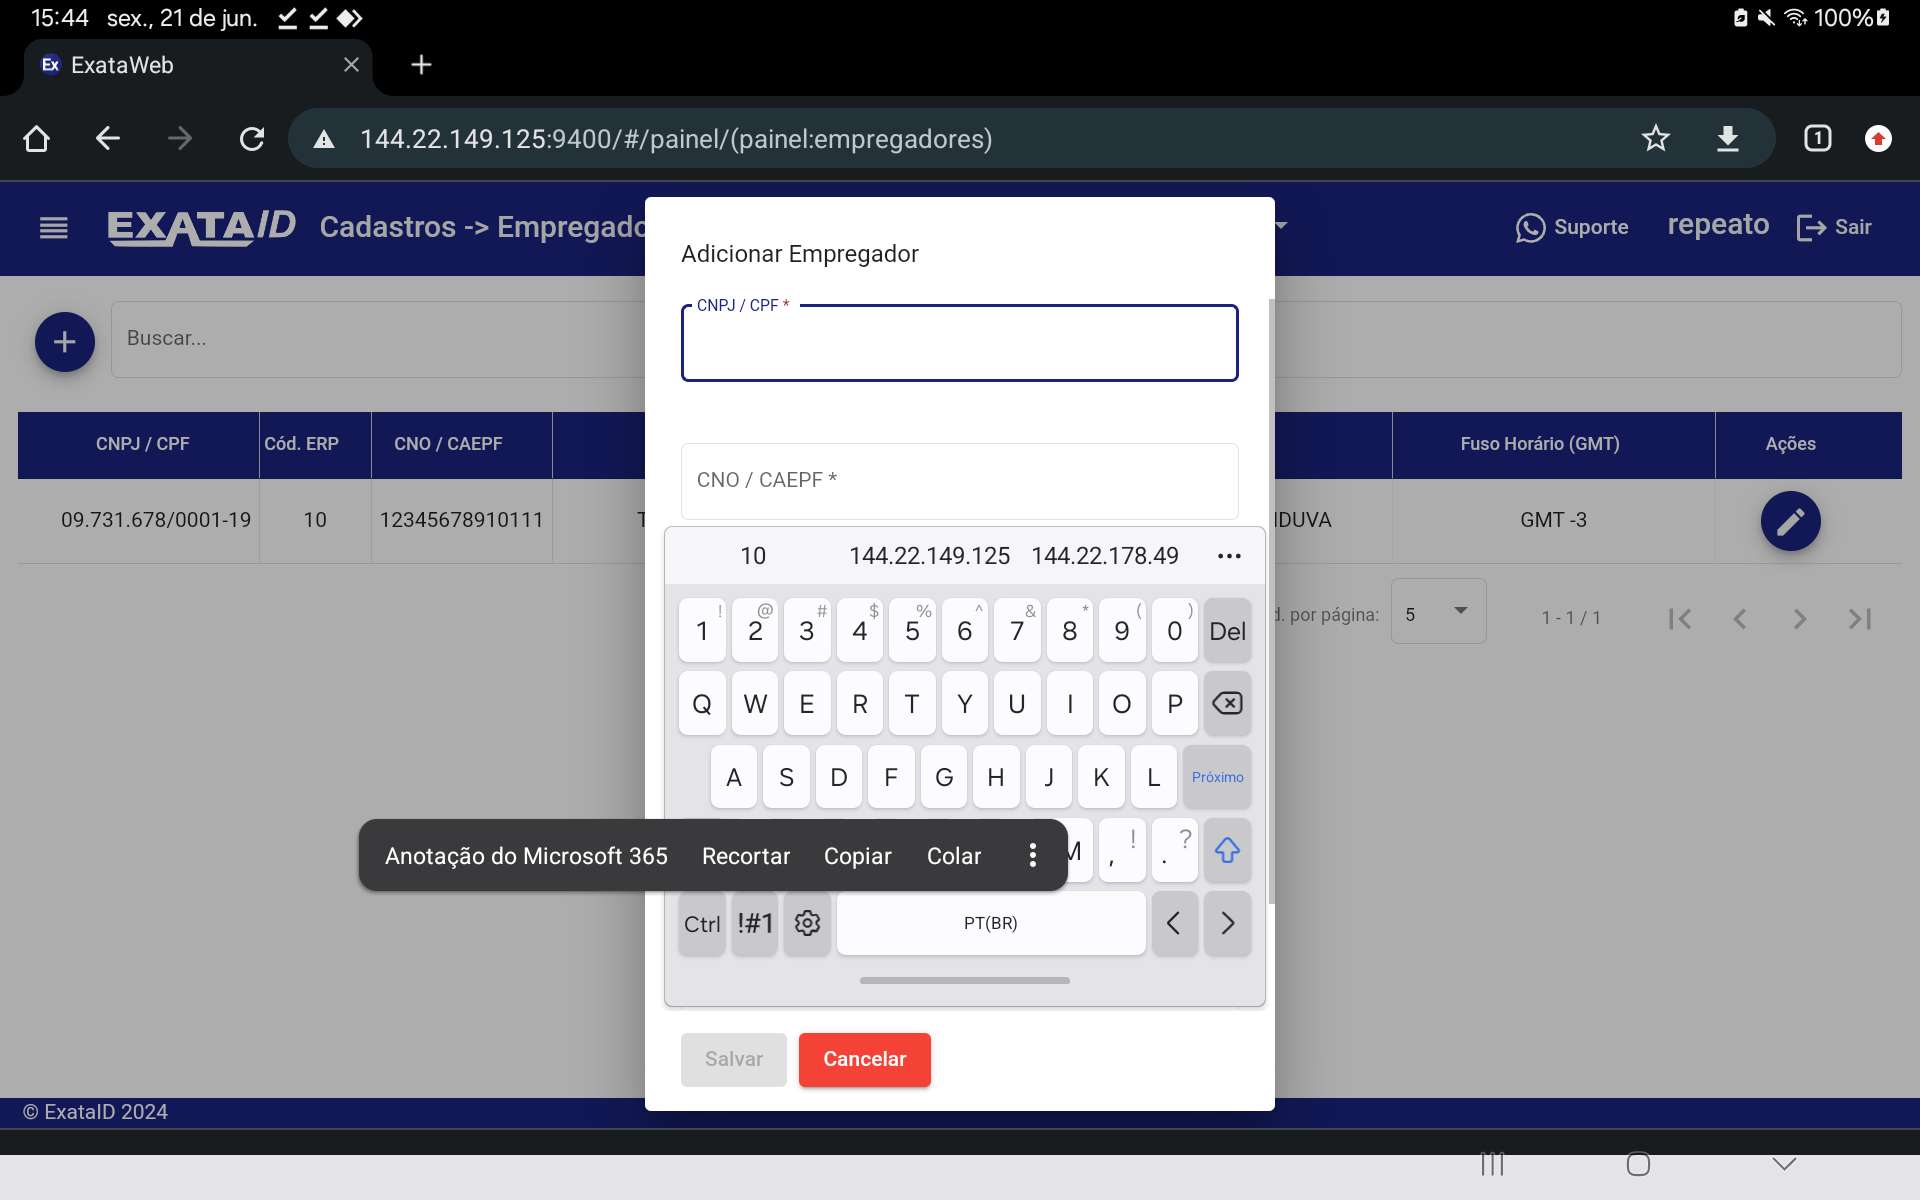 15:44 sex., 21 de jun. 100%
Ex ExataWeb
144.22.149.125:9400/#/painel/(painel:empregadores) 1
EXATAID Cadastros -> Empregado Suporte repeato Sair
Adicionar Empregador
CNPJ / CPF *
Buscar...
CNPJ / CPF Cód. ERP CNO / CAEPF Fuso Horário (GMT) Ações
CNO / CAEPF *
09.731.678/0001-19 10 12345678910111 T IDUVA GMT -3
10 144.22.149.125 144.22.178.49 ...
d. por página: 5 1 - 1 / 1
! @ # $ % ^ & * ( )
1 2 3 4 5 6 7 8 9 0 Del
Q W E R T Y U I O P
A S D F G H J K L Próximo
Anotação do Microsoft 365 Recortar Copiar Colar M , ! . ?
Ctrl !#1 PT(BR) < >
Salvar Cancelar
© ExataID 2024